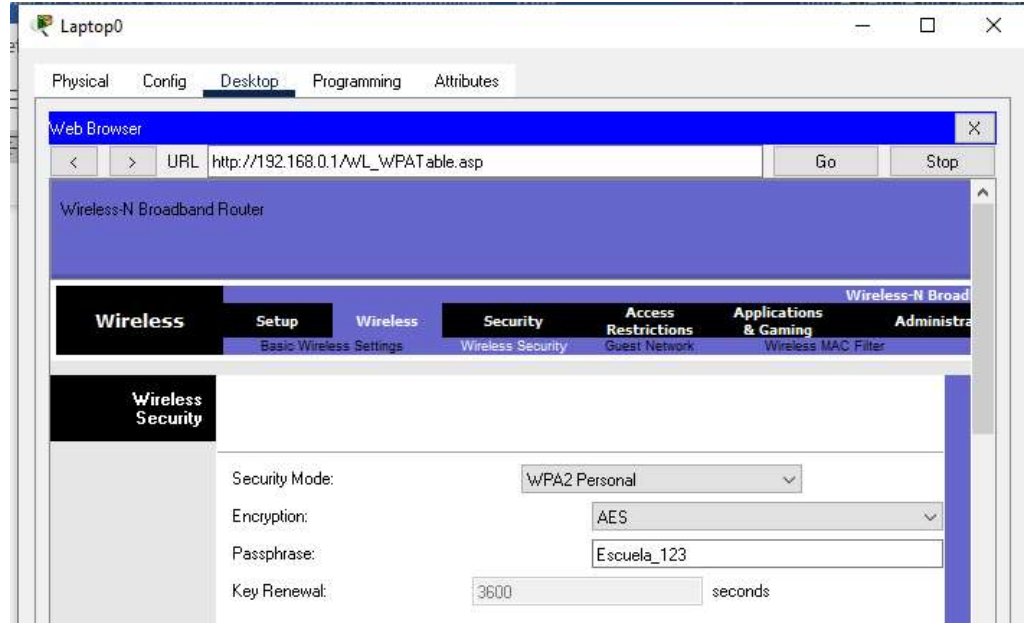 Laptop0
Physical Config Desktop Programming Attributes
Web Browser
< > URL http://192.168.0.1/WL_WPATable.asp Go Stop
Wireless-N Broadband Router
Wireless-N Broad
Wireless Setup Wireless Security Access Restrictions Applications & Gaming Administra
Basic Wireless Settings Wireless Security Guest Network Wireless MAC Filter
Wireless
Security
Security Mode: WPA2 Personal
Encryption: AES
Passphrase: Escuela_123
Key Renewal: 3600 seconds